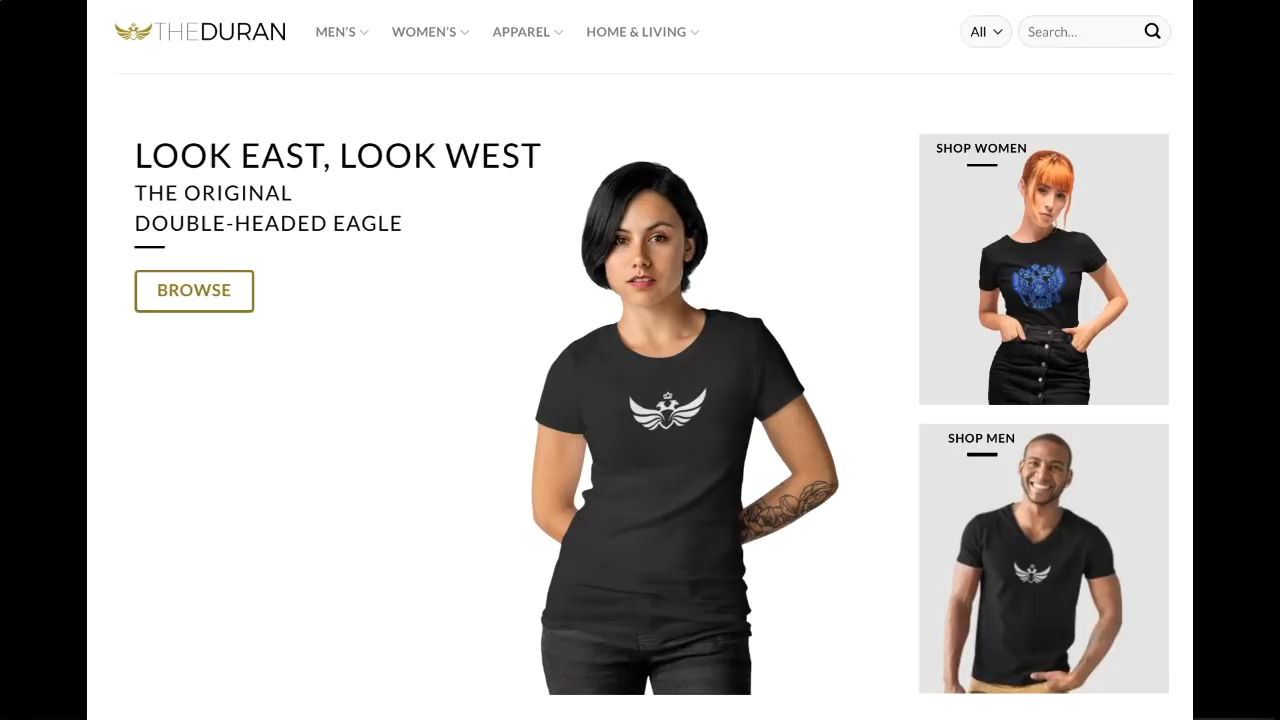 THEDURAN
MEN'S
WOMEN'S
APPAREL
HOME & LIVING
All
Search...
LOOK EAST, LOOK WEST
THE ORIGINAL
DOUBLE-HEADED EAGLE
BROWSE
SHOP WOMEN
SHOP MEN